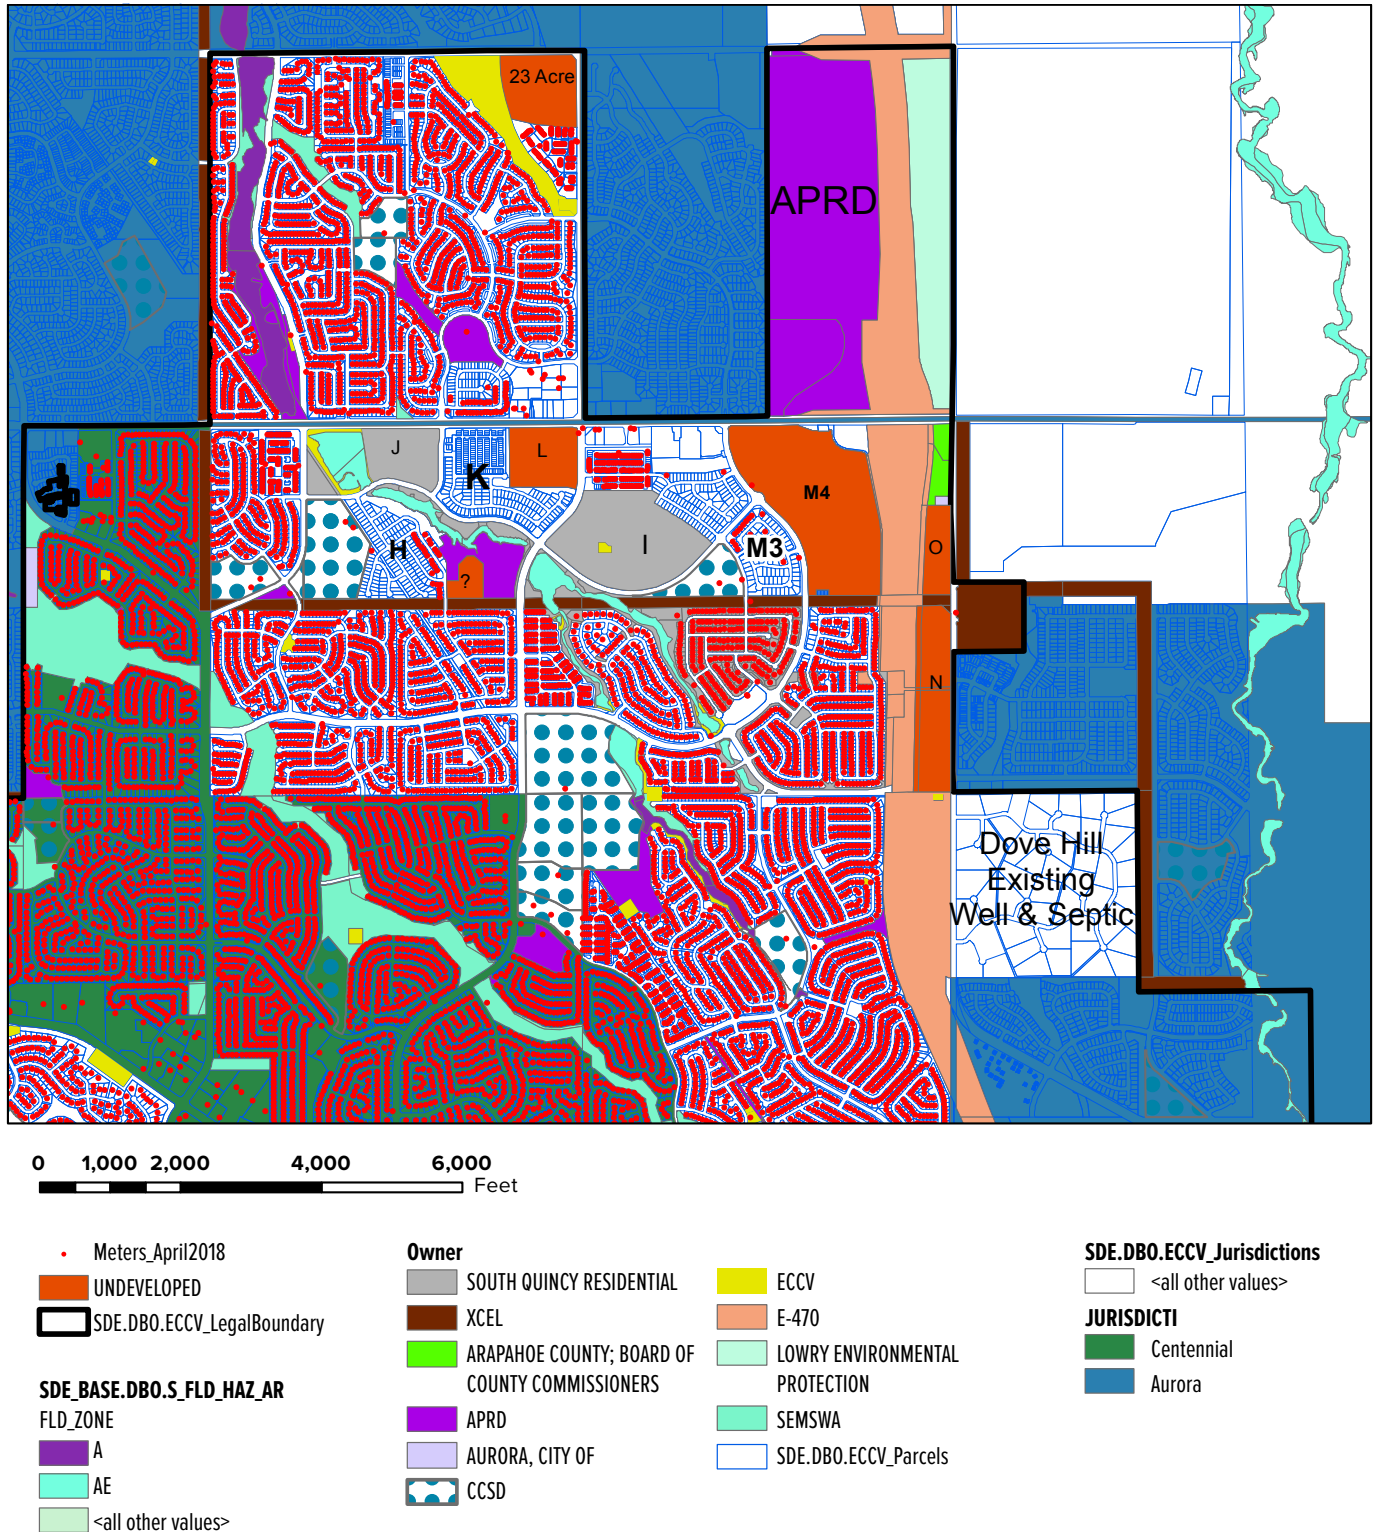 23 Acre
APRD
J
K
L
M4
H
I
M3
O
?
N
Dove Hill
Existing
Well & Septic
0 1,000 2,000 4,000 6,000
Feet
Meters_April2018
UNDEVELOPED
SDE.DBO.ECCV_LegalBoundary
SDE_BASE.DBO.S_FLD_HAZ_AR
FLD_ZONE
A
AE
<all other values>
Owner
SOUTH QUINCY RESIDENTIAL
XCEL
ARAPAHOE COUNTY; BOARD OF
COUNTY COMMISSIONERS
APRD
AURORA, CITY OF
CCSD
ECCV
E-470
LOWRY ENVIRONMENTAL
PROTECTION
SEMSWA
SDE.DBO.ECCV_Parcels
SDE.DBO.ECCV_Jurisdictions
<all other values>
JURISDICTI
Centennial
Aurora